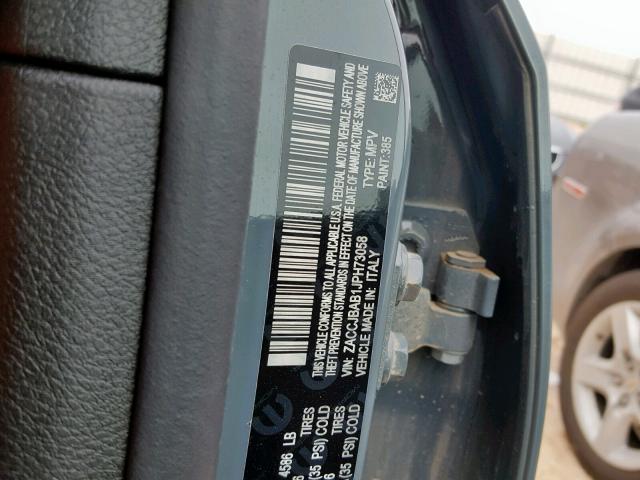 4586 LB
TIRES
(35 PSI) COLD
TIRES
(35 PSI) COLD
THIS VEHICLE CONFORMS TO ALL APPLICABLE U.S.A. FEDERAL MOTOR VEHICLE SAFETY AND
THEFT PREVENTION STANDARDS IN EFFECT ON THE DATE OF MANUFACTURE SHOWN ABOVE
VIN: ZACCJBAB1JPH73058 TYPE: MPV
VEHICLE MADE IN: ITALY PAINT: 385